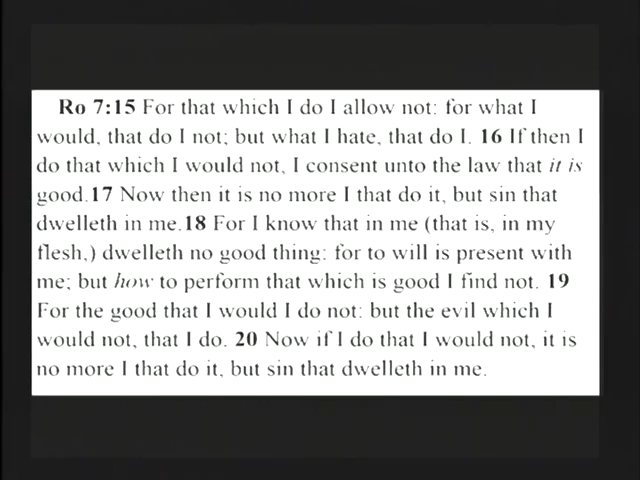 Ro 7:15 For that which I do I allow not: for what I
would, that do I not; but what I hate, that do I. 16 If then I
do that which I would not, I consent unto the law that it is
good.17 Now then it is no more I that do it, but sin that
dwelleth in me.18 For I know that in me (that is, in my
flesh,) dwelleth no good thing: for to will is present with
me; but how to perform that which is good I find not. 19
For the good that I would I do not: but the evil which I
would not, that I do. 20 Now if I do that I would not, it is
no more I that do it, but sin that dwelleth in me.